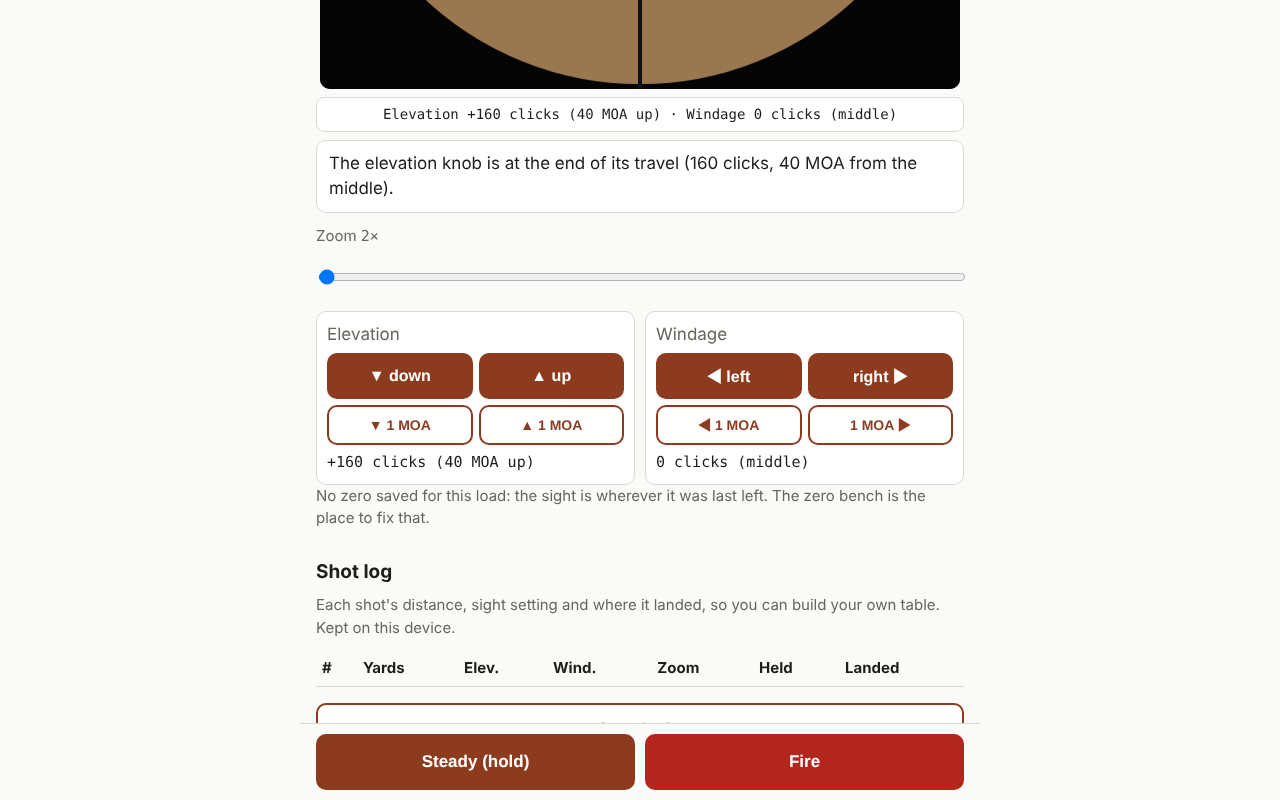 Elevation +160 clicks (40 MOA up) · Windage 0 clicks (middle)
The elevation knob is at the end of its travel (160 clicks, 40 MOA from the
middle).
Zoom 2×
Elevation
▼ down
▲ up
▼ 1 MOA
▲ 1 MOA
+160 clicks (40 MOA up)
Windage
◀ left
right ▶
◀ 1 MOA
1 MOA ▶
0 clicks (middle)
No zero saved for this load: the sight is wherever it was last left. The zero bench is the
place to fix that.
Shot log
Each shot's distance, sight setting and where it landed, so you can build your own table.
Kept on this device.
# Yards Elev. Wind. Zoom Held Landed
Steady (hold)
Fire